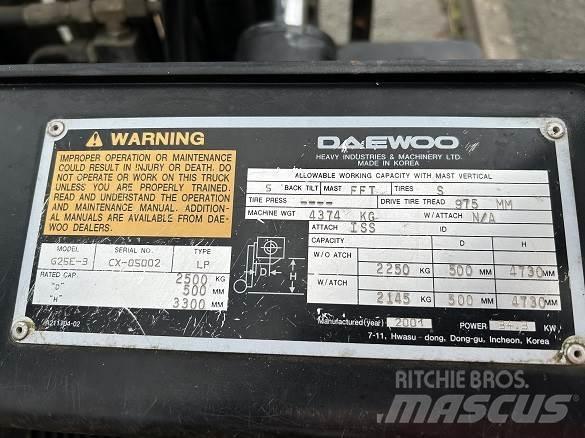 WARNING
IMPROPER OPERATION OR MAINTENANCE
COULD RESULT IN INJURY OR DEATH. DO
NOT OPERATE OR WORK ON THIS TRUCK
UNLESS YOU ARE PROPERLY TRAINED.
READ AND UNDERSTAND THE OPERATION
AND MAINTENANCE MANUAL. ADDITION-
AL MANUALS ARE AVAILABLE FROM DAE-
WOO DEALERS.
MODEL SERIAL NO. TYPE
G25E-3 CX-05002 LP
RATED CAP. 2500 KG
"D" 500 MM
"H" 3300 MM
D
H
A211704-02
DAEWOO
HEAVY INDUSTRIES & MACHINERY LTD.
MADE IN KOREA
ALLOWABLE WORKING CAPACITY WITH MAST VERTICAL
5 BACK TILT MAST FFT TIRES S
TIRE PRESS ---- DRIVE TIRE TREAD 975 MM
MACHINE WGT 4374 KG W/ATTACH N/A
ATTACH ISS ID
CAPACITY D H
W/O ATCH
2250 KG 500 MM 4730 MM
W/ATCH
2145 KG 500 MM 4730 MM
Manufactured (year) 2001 POWER KW
7-11, Hwasu-dong, Dong-gu, Incheon, Korea
RITCHIE BROS.
MASCUS